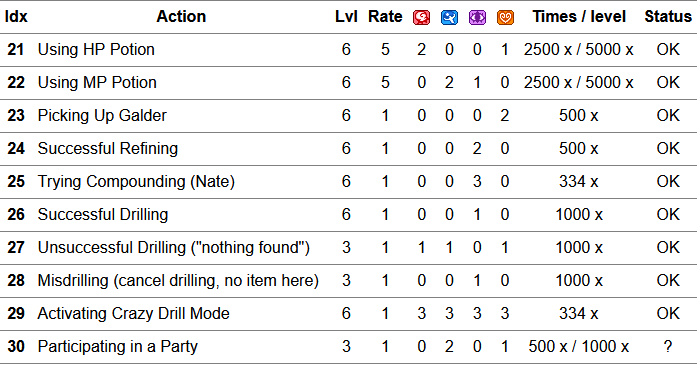 Idx Action Lvl Rate Times / level Status
21 Using HP Potion 6 5 2 0 0 1 2500 x / 5000 x OK
22 Using MP Potion 6 5 0 2 1 0 2500 x / 5000 x OK
23 Picking Up Galder 6 1 0 0 0 2 500 x OK
24 Successful Refining 6 1 0 0 2 0 500 x OK
25 Trying Compounding (Nate) 6 1 0 0 3 0 334 x OK
26 Successful Drilling 6 1 0 0 1 0 1000 x OK
27 Unsuccessful Drilling ("nothing found") 3 1 1 1 0 1 1000 x OK
28 Misdrilling (cancel drilling, no item here) 3 1 0 0 1 0 1000 x OK
29 Activating Crazy Drill Mode 6 1 3 3 3 3 334 x OK
30 Participating in a Party 3 1 0 2 0 1 500 x / 1000 x ?